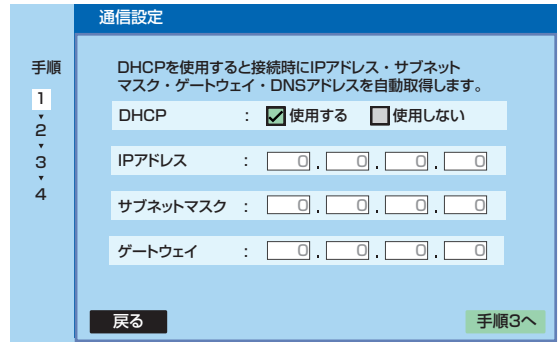 通信設定
手順
1
2
3
4
DHCPを使用すると接続時にIPアドレス・サブネット
マスク・ゲートウェイ・DNSアドレスを自動取得します。
DHCP : 使用する 使用しない
IPアドレス : 0 . 0 . 0 . 0
サブネットマスク : 0 . 0 . 0 . 0
ゲートウェイ : 0 . 0 . 0 . 0
戻る 手順3へ